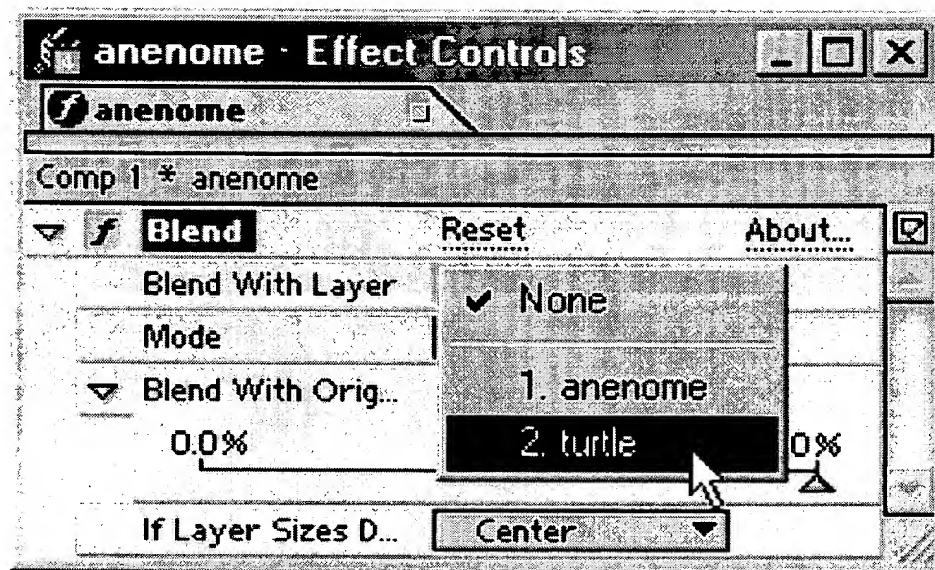 anenome · Effect Controls
anenome
Comp 1 * anenome
Blend Reset About...
Blend With Layer
None
Mode
Blend With Orig...
1. anenome
0.0%
2. turtle
0%
If Layer Sizes D... Center